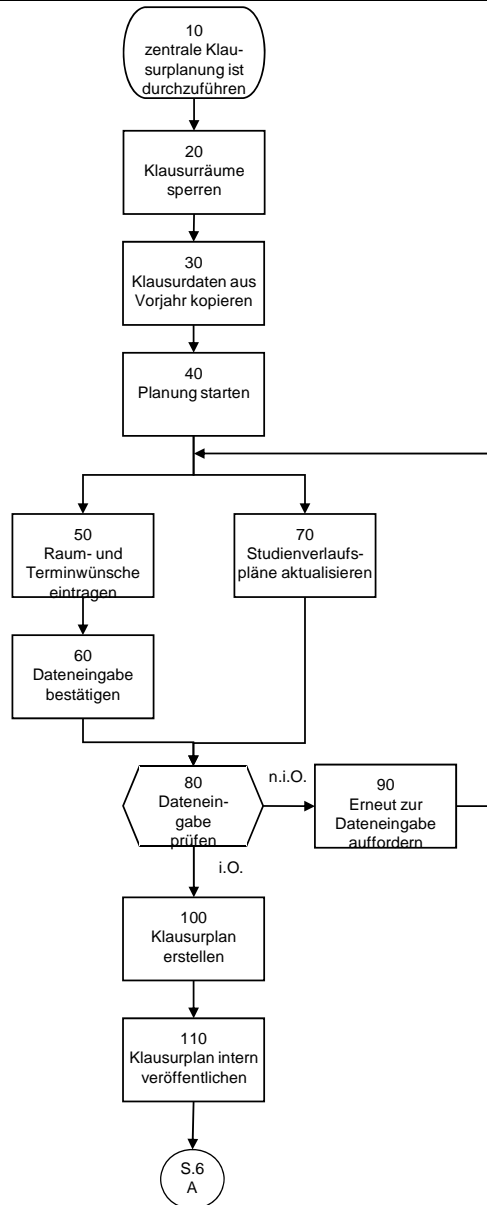 10
zentrale Klau-
surplanung ist
durchzuführen
20
Klausurräume
sperren
30
Klausurdaten aus
Vorjahr kopieren
40
Planung starten
50
Raum- und
Terminwünsche
eintragen
70
Studienverlaufs-
pläne aktualisieren
60
Dateneingabe
bestätigen
80
Datenein-
gabe
prüfen
n.i.O.
90
Erneut zur
Dateneingabe
auffordern
i.O.
100
Klausurplan
erstellen
110
Klausurplan intern
veröffentlichen
S.6
A